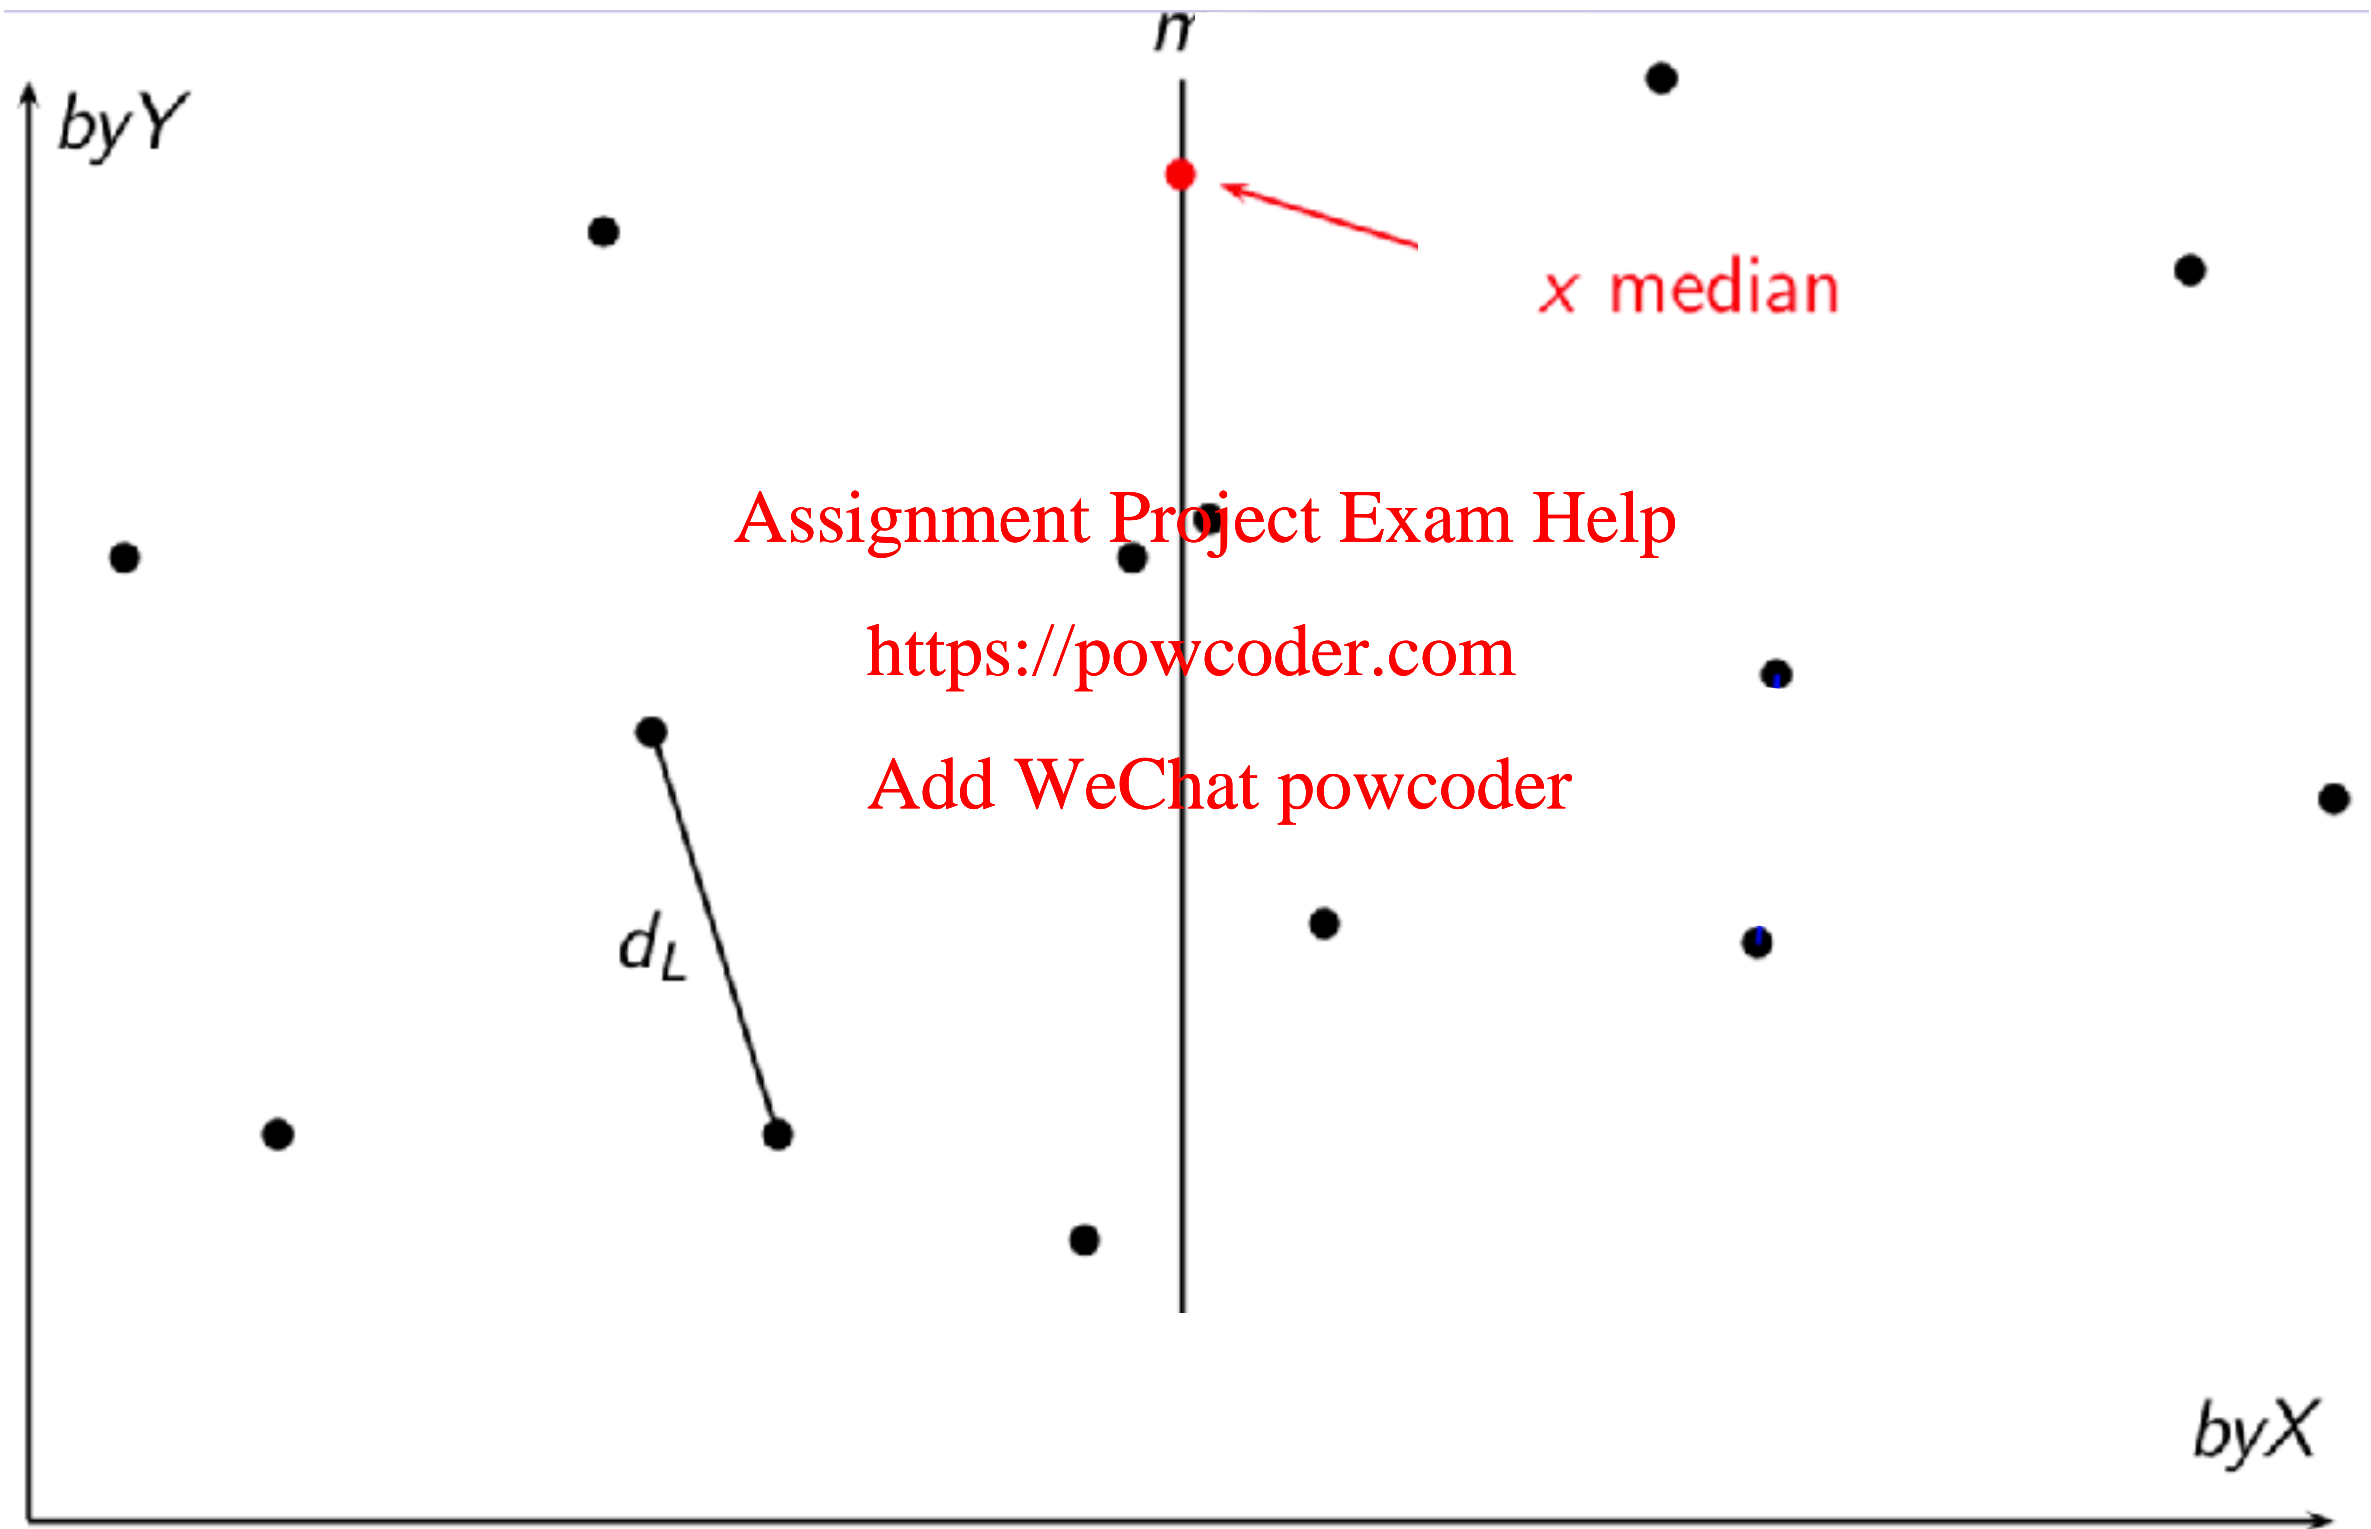 byY
x median
Assignment Project Exam Help
https://powcoder.com
Add WeChat powcoder
d_L
byX